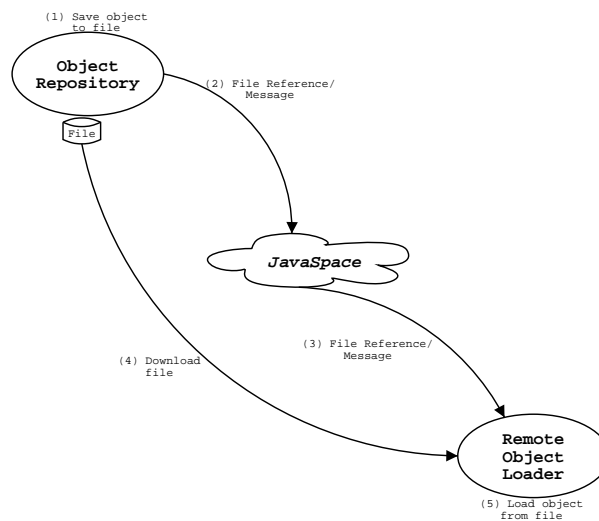 (1) Save object
to file
Object
Repository
File
(2) File Reference/
Message
JavaSpace
(3) File Reference/
Message
(4) Download
file
Remote
Object
Loader
(5) Load object
from file